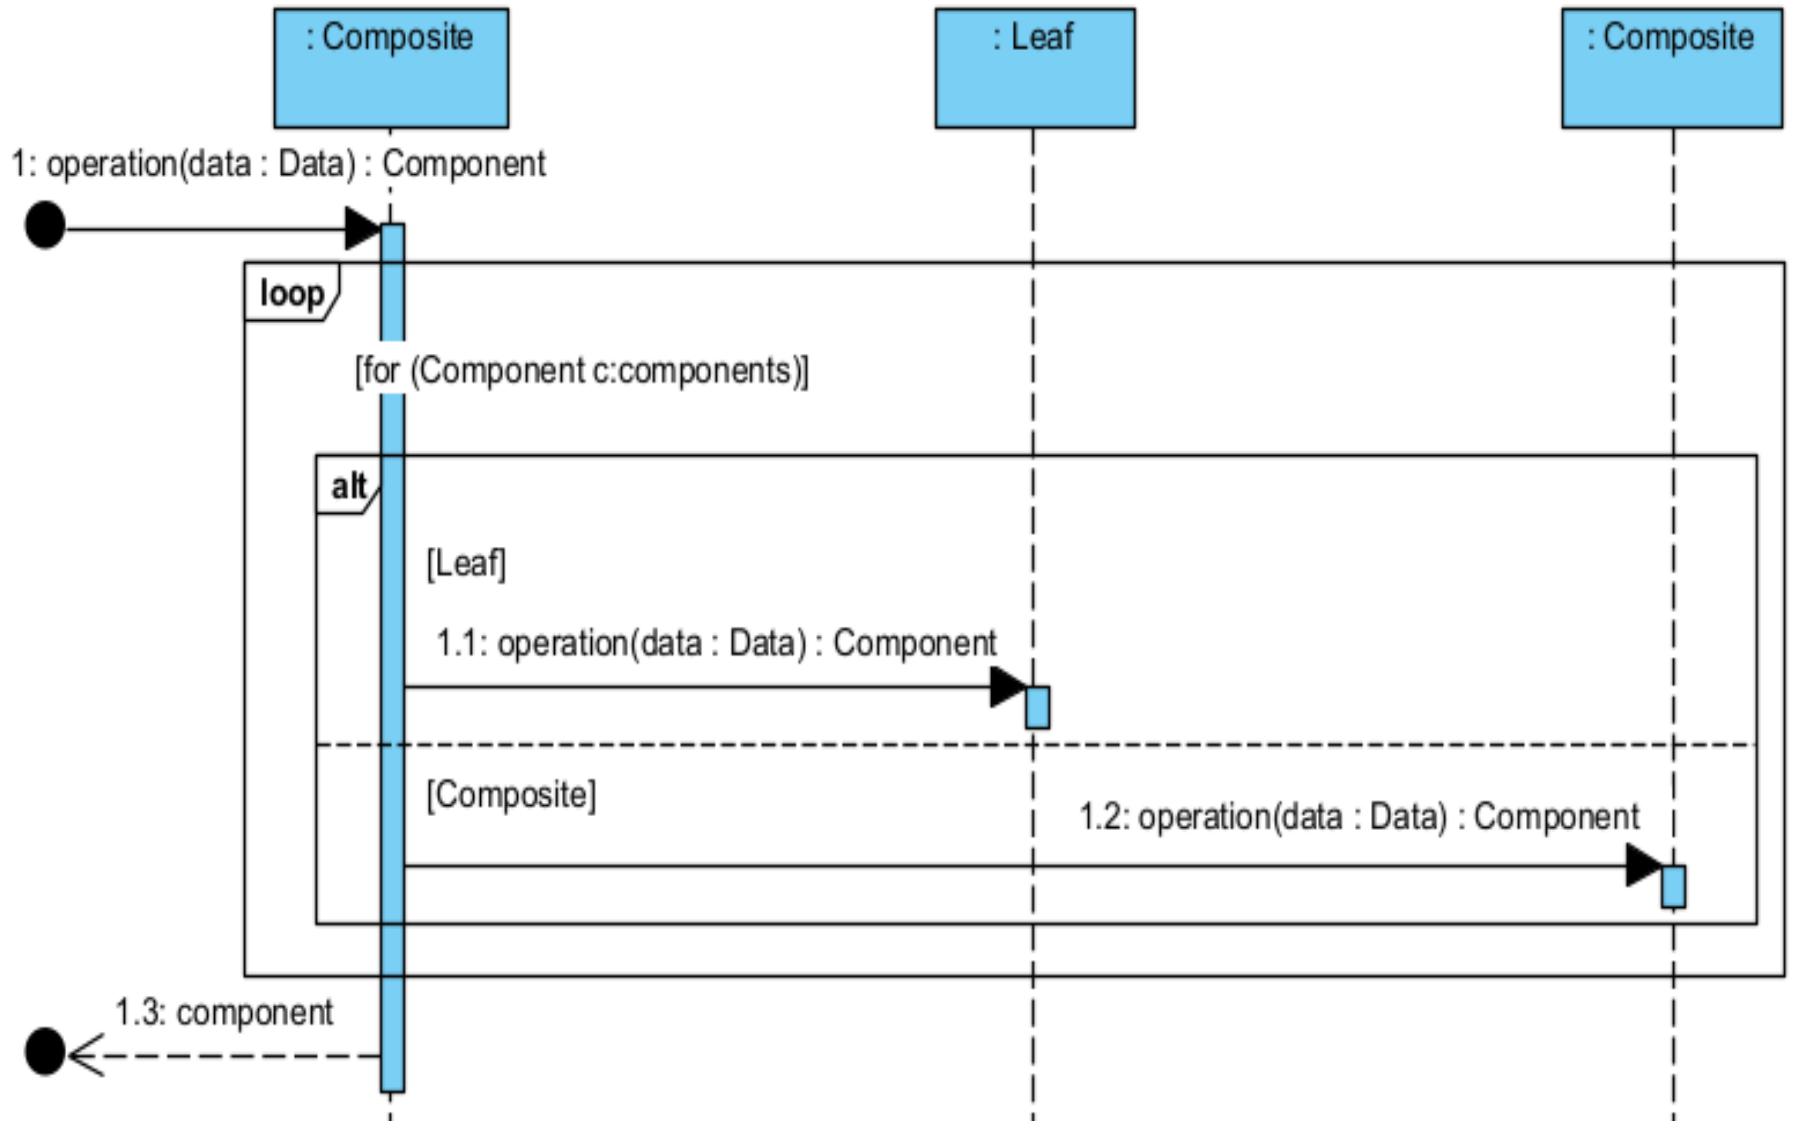 : Composite
: Leaf
: Composite
1: operation(data : Data) : Component
loop
[for (Component c:components)]
alt
[Leaf]
1.1: operation(data : Data) : Component
[Composite]
1.2: operation(data : Data) : Component
1.3: component